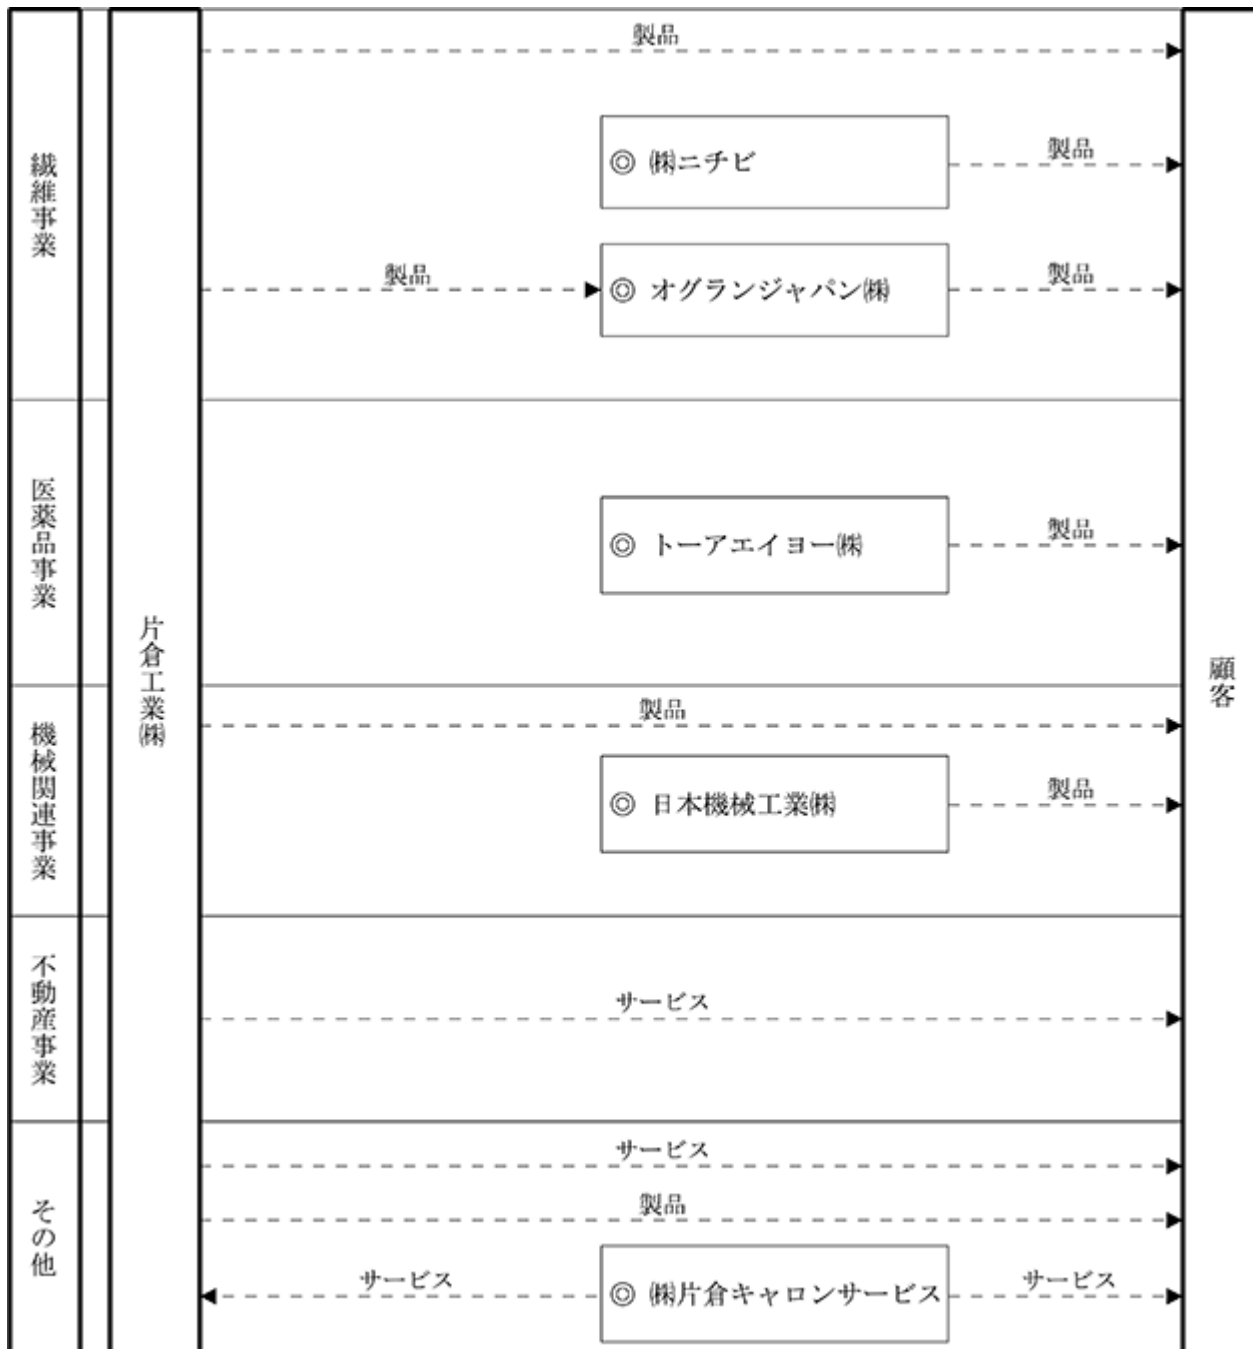 繊維事業
医薬品事業
機械関連事業
不動産事業
その他
片倉工業㈱
製品
◎ ㈱ニチビ
製品
製品
◎ オグランジャパン㈱
製品
◎ トーアエイヨー㈱
製品
製品
◎ 日本機械工業㈱
製品
サービス
サービス
製品
サービス
◎ ㈱片倉キャロンサービス
サービス
顧客